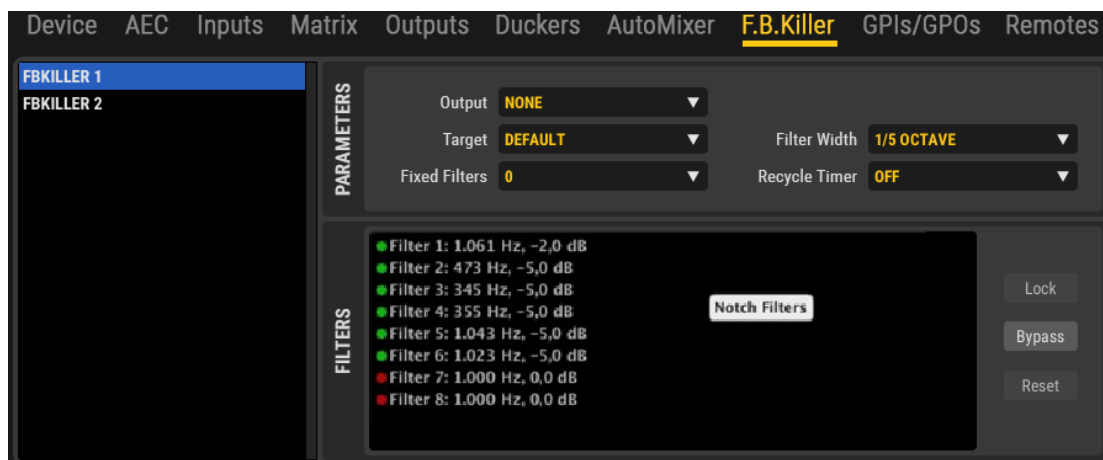 Device AEC Inputs Matrix Outputs Duckers AutoMixer F.B.Killer GPIs/GPOs Remotes
FBKILLER 1
FBKILLER 2
PARAMETERS
Output NONE
Target DEFAULT Filter Width 1/5 OCTAVE
Fixed Filters 0 Recycle Timer OFF
FILTERS
Filter 1: 1.061 Hz, -2,0 dB
Filter 2: 473 Hz, -5,0 dB
Filter 3: 345 Hz, -5,0 dB
Filter 4: 355 Hz, -5,0 dB
Filter 5: 1.043 Hz, -5,0 dB
Filter 6: 1.023 Hz, -5,0 dB
Filter 7: 1.000 Hz, 0,0 dB
Filter 8: 1.000 Hz, 0,0 dB
Notch Filters
Lock
Bypass
Reset